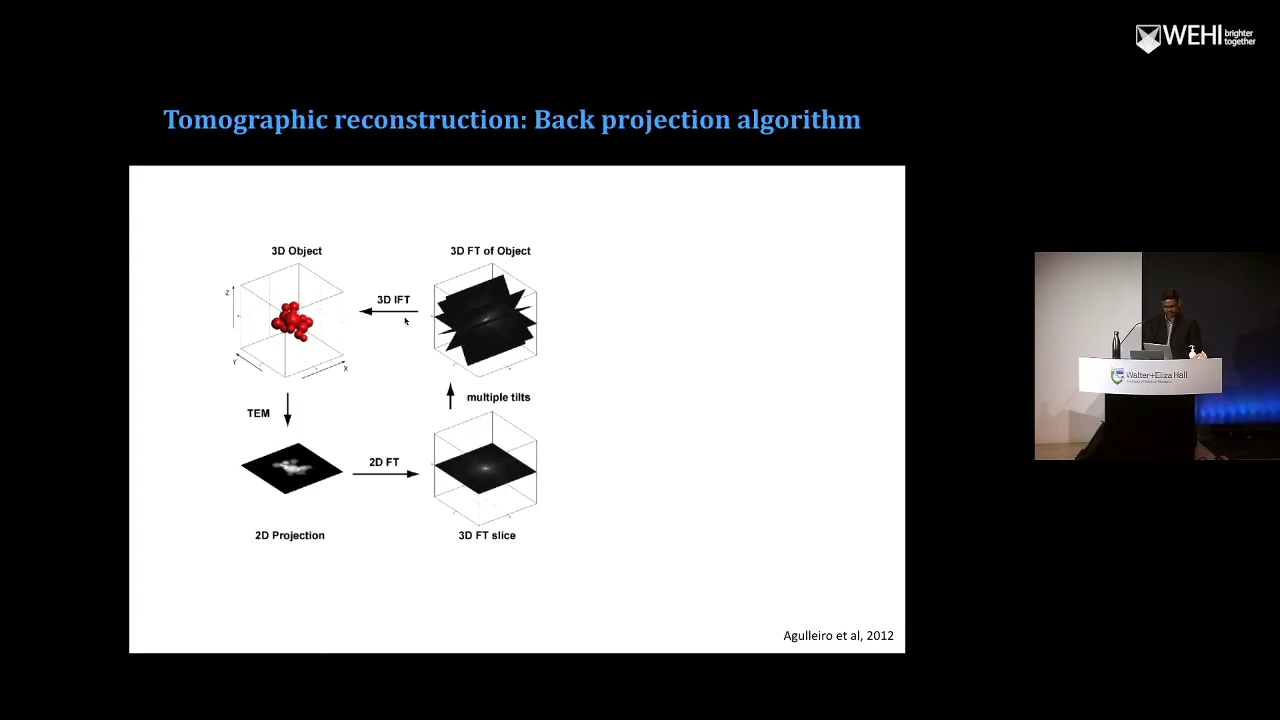 WEHI brighter together
Tomographic reconstruction: Back projection algorithm
3D Object
3D FT of Object
Z
3D IFT
Y
X
TEM
multiple tilts
2D FT
2D Projection
3D FT slice
Agulleiro et al, 2012
Walter+Eliza Hall